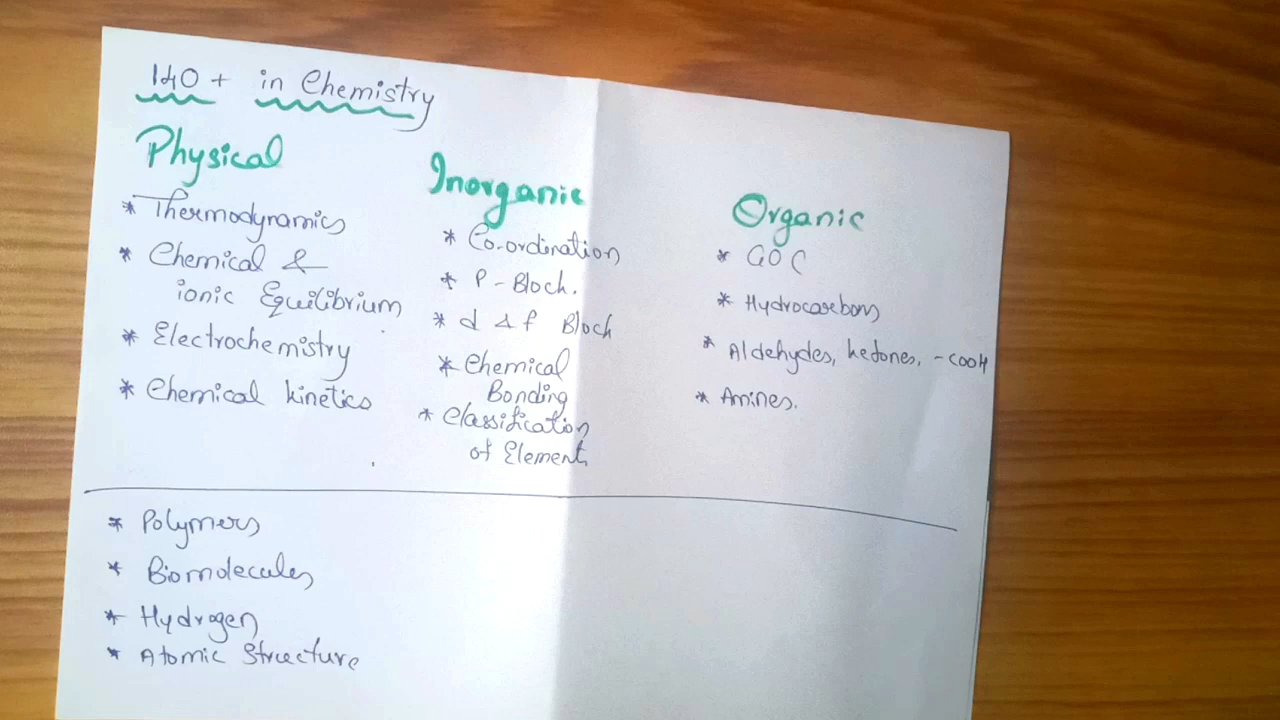 140 + in Chemistry
Physical
* Thermodynamics
* Chemical &
ionic Equilibrium
* Electrochemistry
* Chemical kinetics
Inorganic
* Co-ordination
* P-Block.
* d & f Block
* Chemical
Bonding
* Classification
of Element
Organic
* GOC
* Hydrocarbons
* Aldehydes, ketones, -COOH
* Amines.
* Polymers
* Biomolecules
* Hydrogen
* Atomic Structure